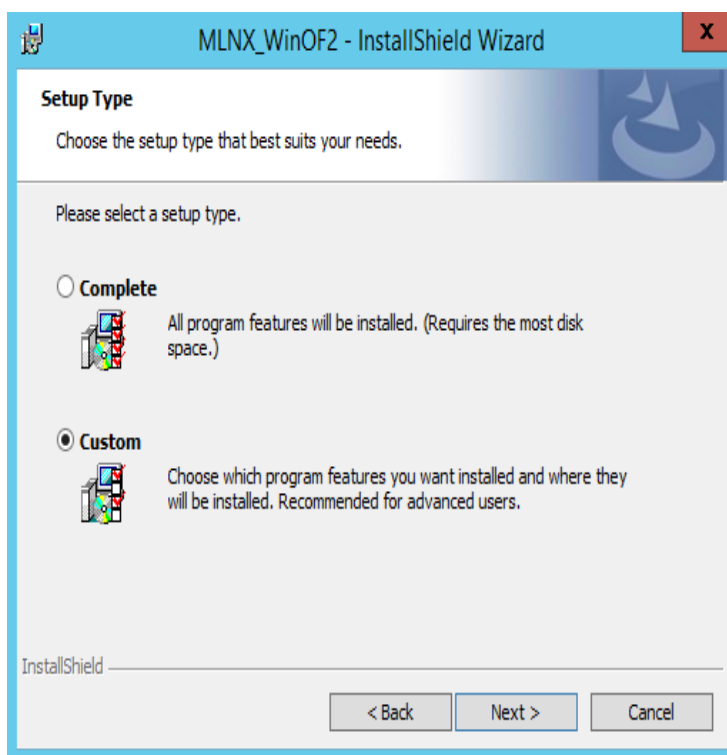 MLNX_WinOF2 - InstallShield Wizard
x
Setup Type
Choose the setup type that best suits your needs.
Please select a setup type.
Complete
All program features will be installed. (Requires the most disk
space.)
Custom
Choose which program features you want installed and where they
will be installed. Recommended for advanced users.
InstallShield
< Back
Next >
Cancel